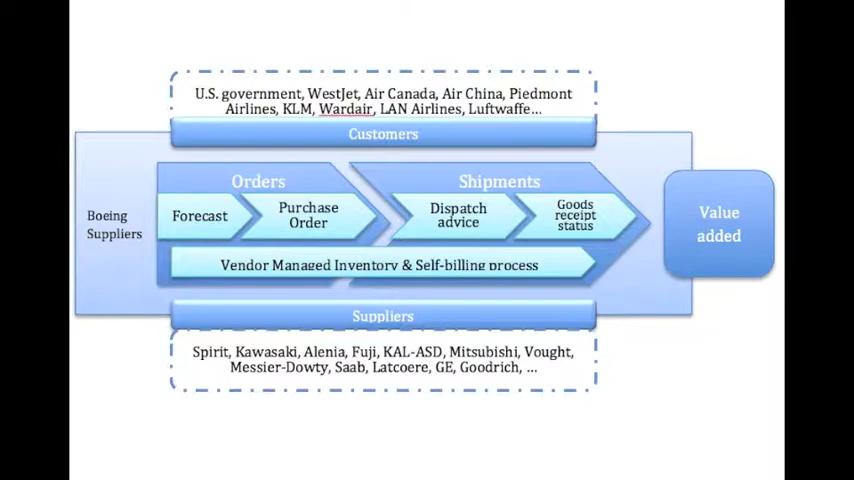 U.S. government, WestJet, Air Canada, Air China, Piedmont
Airlines, KLM, Wardair, LAN Airlines, Luftwaffe...
Customers
Orders
Shipments
Boeing
Suppliers
Forecast
Purchase
Order
Dispatch
advice
Goods
receipt
status
Value
added
Vendor Managed Inventory & Self-billing process
Suppliers
Spirit, Kawasaki, Alenia, Fuji, KAL-ASD, Mitsubishi, Vought,
Messier-Dowty, Saab, Latcoere, GE, Goodrich, ...